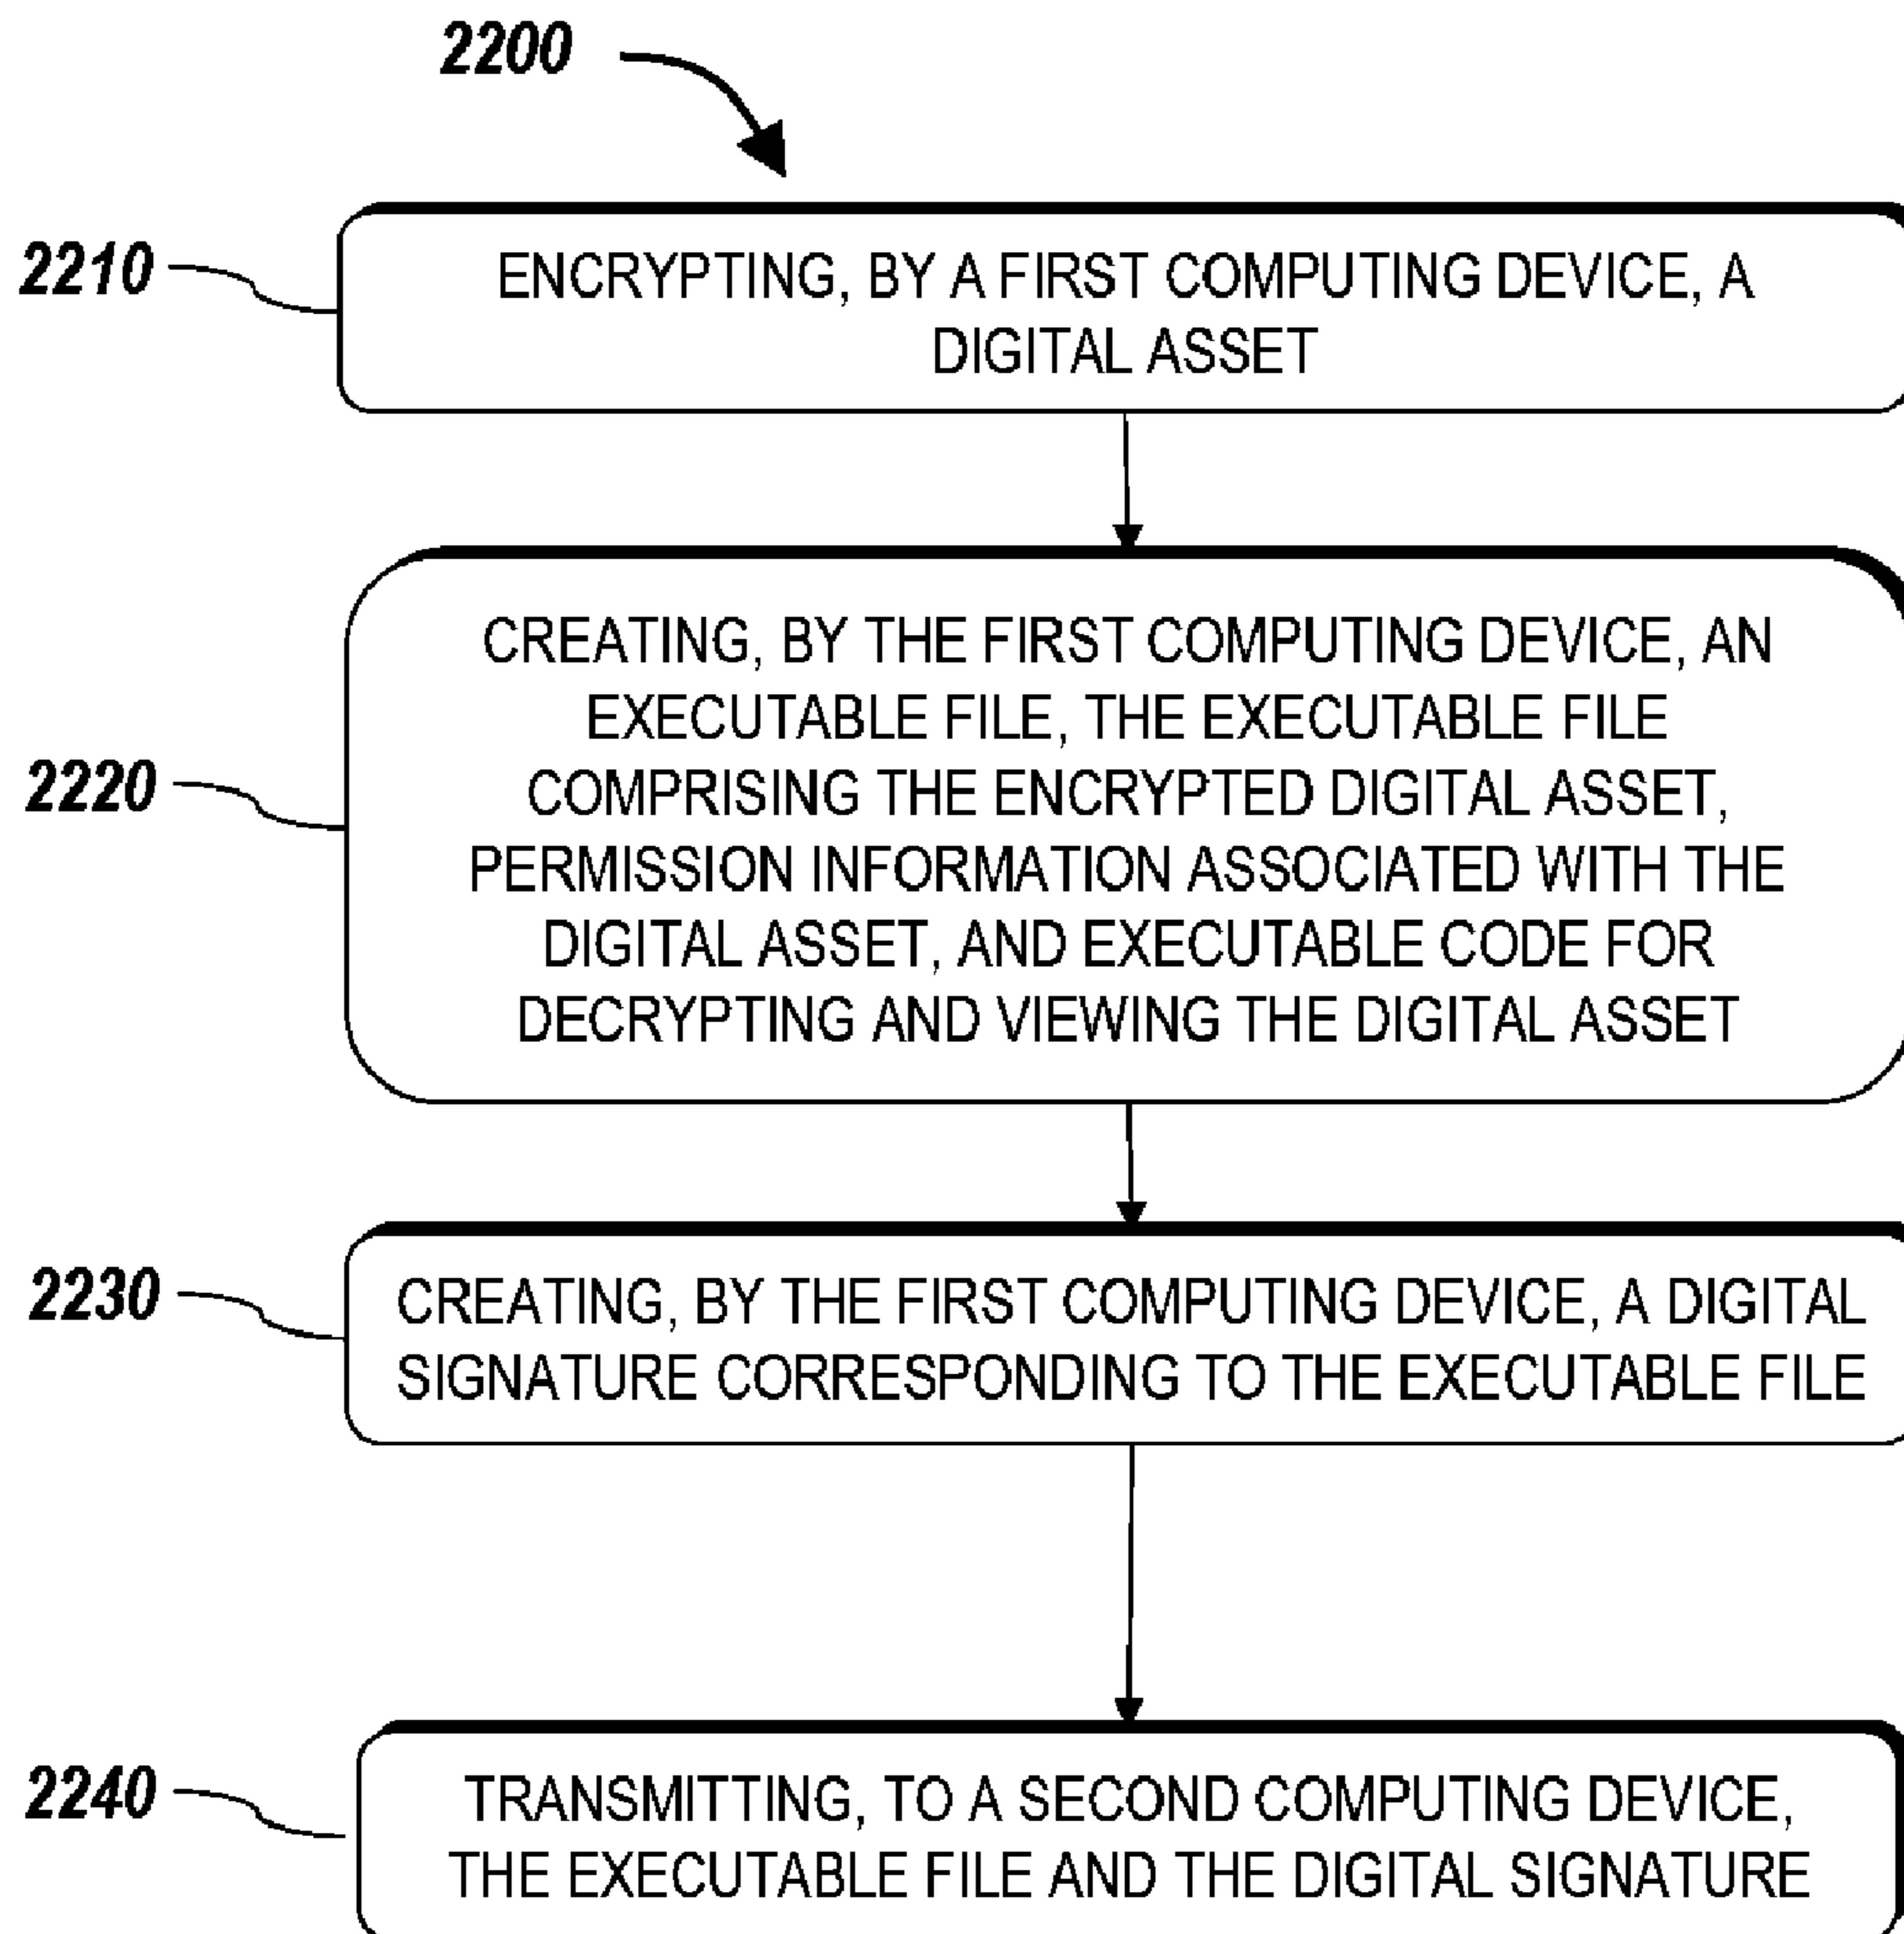 2200
2210
ENCRYPTING, BY A FIRST COMPUTING DEVICE, A
DIGITAL ASSET
2220
CREATING, BY THE FIRST COMPUTING DEVICE, AN
EXECUTABLE FILE, THE EXECUTABLE FILE
COMPRISING THE ENCRYPTED DIGITAL ASSET,
PERMISSION INFORMATION ASSOCIATED WITH THE
DIGITAL ASSET, AND EXECUTABLE CODE FOR
DECRYPTING AND VIEWING THE DIGITAL ASSET
2230
CREATING, BY THE FIRST COMPUTING DEVICE, A DIGITAL
SIGNATURE CORRESPONDING TO THE EXECUTABLE FILE
2240
TRANSMITTING, TO A SECOND COMPUTING DEVICE,
THE EXECUTABLE FILE AND THE DIGITAL SIGNATURE